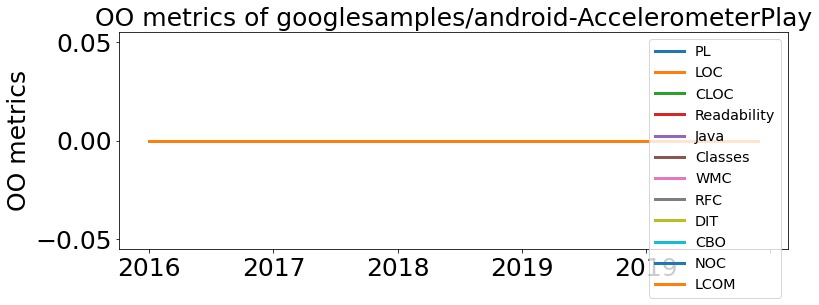 OO metrics of googlesamples/android-AccelerometerPlay
OO metrics
0.05
0.00
−0.05
2016
2017
2018
2019
2019
PL
LOC
CLOC
Readability
Java
Classes
WMC
RFC
DIT
CBO
NOC
LCOM